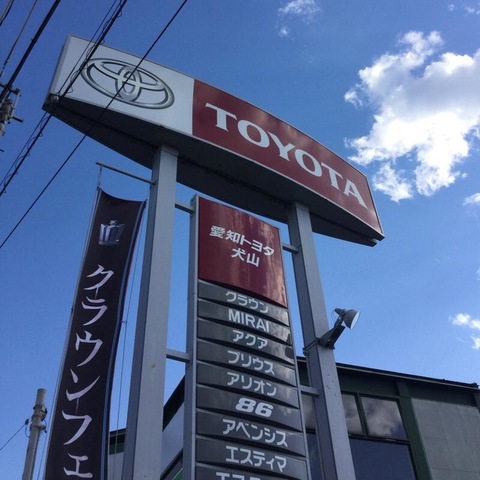 TOYOTA
愛知トヨタ
犬山
クラウン
MIRAI
アクア
プリウス
アリオン
86
アベンシス
エスティマ
クラウンフェ